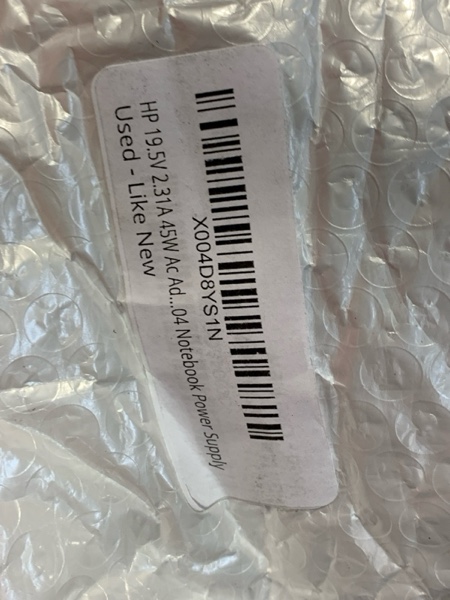 X004D8YS1N
HP 19.5V 2.31A 45W Ac Ad...04 Notebook Power Supply
Used - Like New